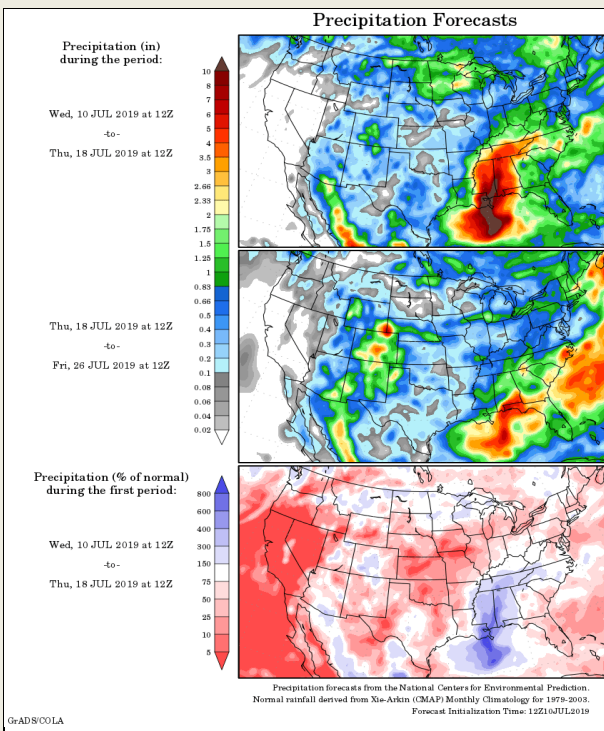 Precipitation Forecasts
Precipitation (in)
during the period:
Wed, 10 JUL 2019 at 12Z
-to-
Thu, 18 JUL 2019 at 12Z
10
8
7
6
5
4
3.5
3
2.66
2.33
2
1.75
1.5
1.25
1
0.83
0.66
0.5
0.4
0.3
0.2
0.1
0.08
0.06
0.04
0.02
Thu, 18 JUL 2019 at 12Z
-to-
Fri, 26 JUL 2019 at 12Z
Precipitation (% of normal)
during the first period:
Wed, 10 JUL 2019 at 12Z
-to-
Thu, 18 JUL 2019 at 12Z
800
600
400
300
150
75
50
25
10
5
Precipitation forecasts from the National Centers for Environmental Prediction.
Normal rainfall derived from Xie-Arkin (CMAP) Monthly Climatology for 1979-2003.
Forecast Initialization Time: 12Z10JUL2019
GrADS/COLA